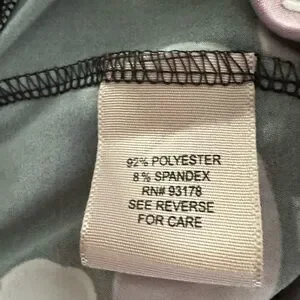 92% POLYESTER
8% SPANDEX
RN# 93178
SEE REVERSE
FOR CARE